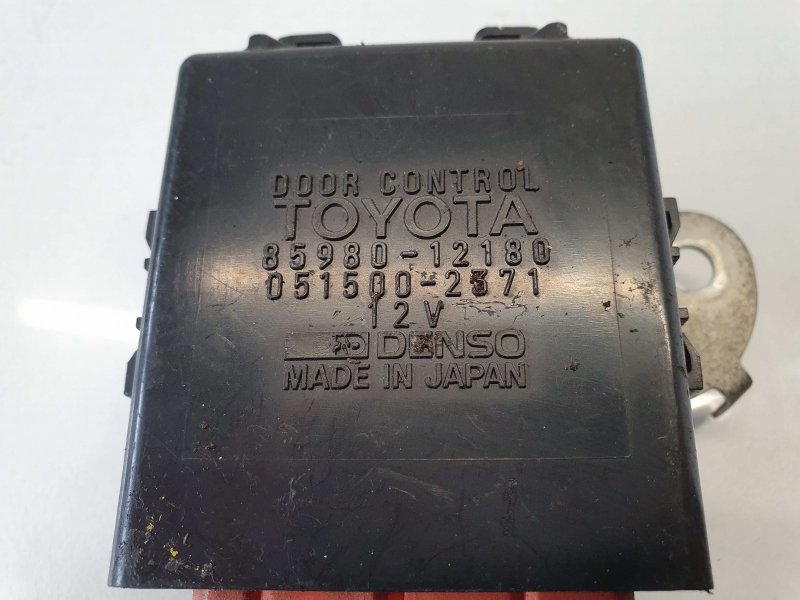 DOOR CONTROL
TOYOTA
85980-12180
051500-2371
12V
DENSO
MADE IN JAPAN